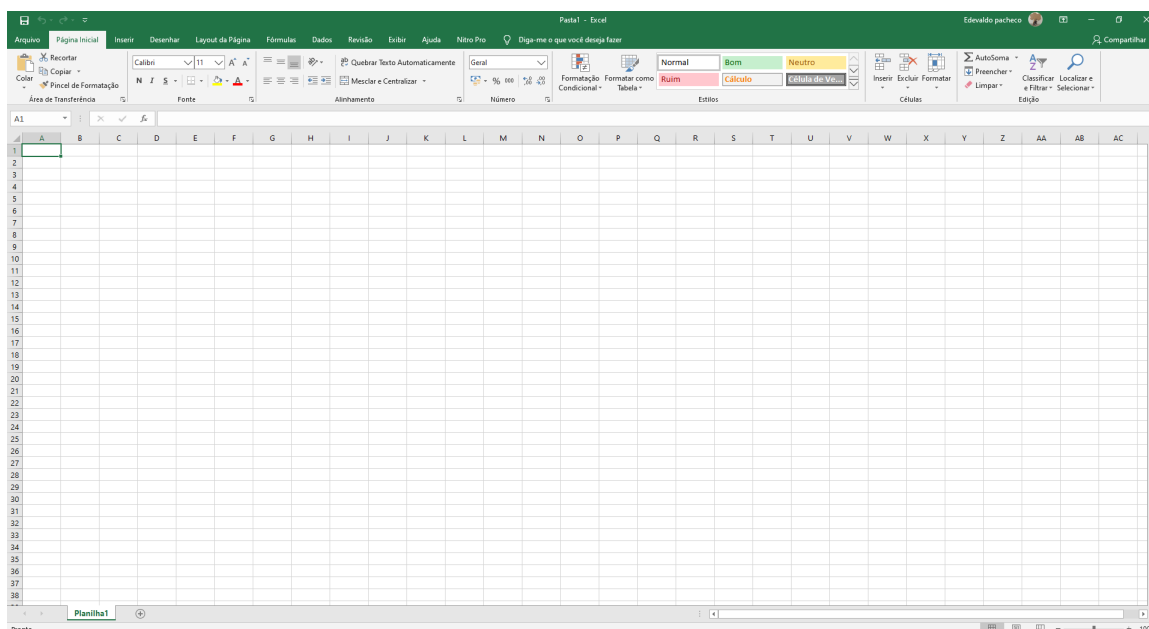 Pasta1 - Excel
Edevaldo pacheco
Arquivo Página Inicial Inserir Desenhar Layout da Página Fórmulas Dados Revisão Exibir Ajuda Nitro Pro Diga-me o que você deseja fazer Compartilhar
Colar
Recortar
Copiar
Pincel de Formatação
Área de Transferência
Calibri 11 A A
N I S A
Fonte
Quebrar Texto Automaticamente
Mesclar e Centralizar
Alinhamento
Geral
% 000
Número
Formatação Condicional
Formatar como Tabela
Normal Bom Neutro
Ruim Cálculo Célula de Ve...
Estilos
Inserir Excluir Formatar
Células
AutoSoma
Preencher
Limpar
Classificar e Filtrar
Localizar e Selecionar
Edição
A1 fx
A B C D E F G H I J K L M N O P Q R S T U V W X Y Z AA AB AC
1
2
3
4
5
6
7
8
9
10
11
12
13
14
15
16
17
18
19
20
21
22
23
24
25
26
27
28
29
30
31
32
33
34
35
36
37
38
Planilha1